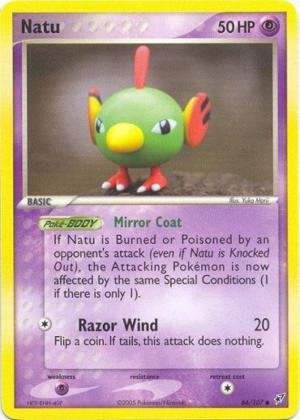 Natu 50 HP
BASIC Illus. Yuka Morii
Poké-BODY Mirror Coat
If Natu is Burned or Poisoned by an
opponent's attack (even if Natu is Knocked
Out), the Attacking Pokémon is now
affected by the same Special Conditions (1
if there is only 1).
Razor Wind 20
Flip a coin. If tails, this attack does nothing.
weakness resistance retreat cost
©2005 Pokémon/Nintendo 66/107